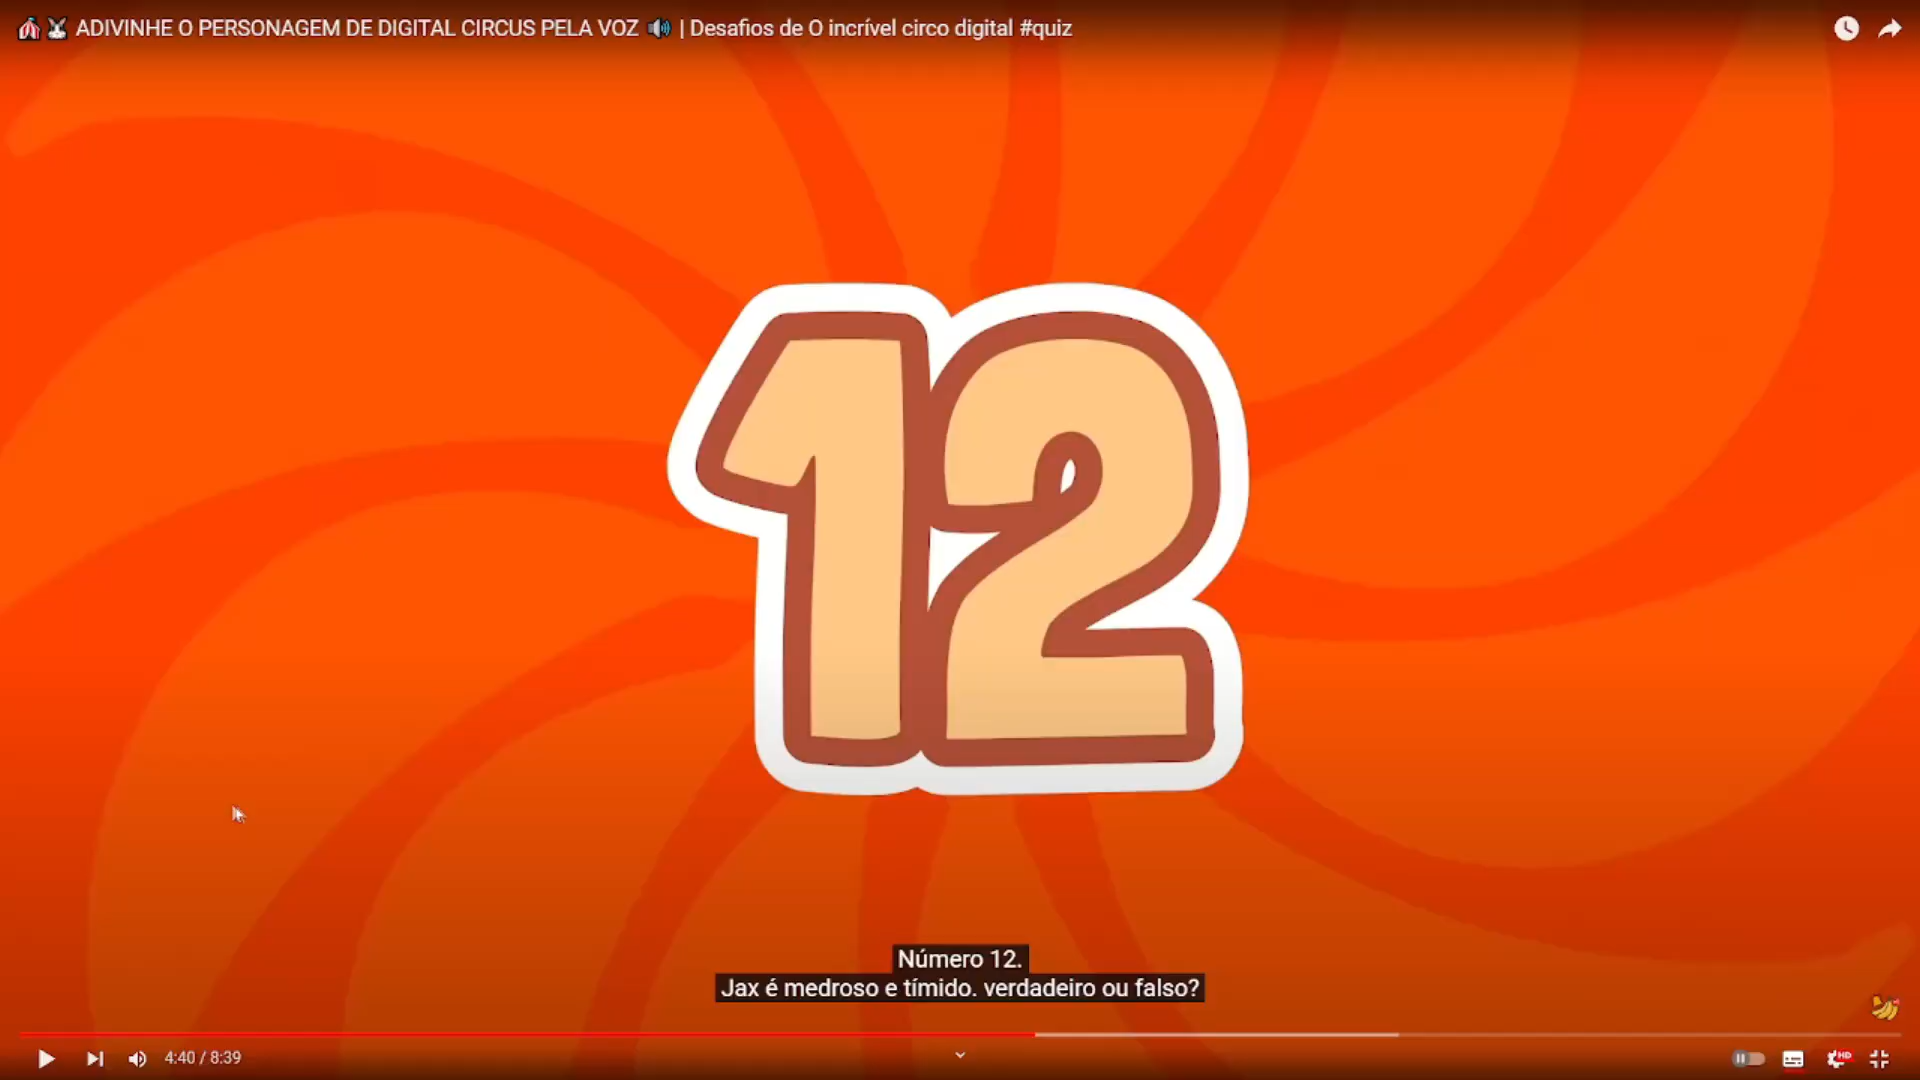 🎪🐰 ADIVINHE O PERSONAGEM DE DIGITAL CIRCUS PELA VOZ 🔊 | Desafios de O incrível circo digital #quiz
12
Número 12.
Jax é medroso e tímido. verdadeiro ou falso?
4:40 / 8:39
HD